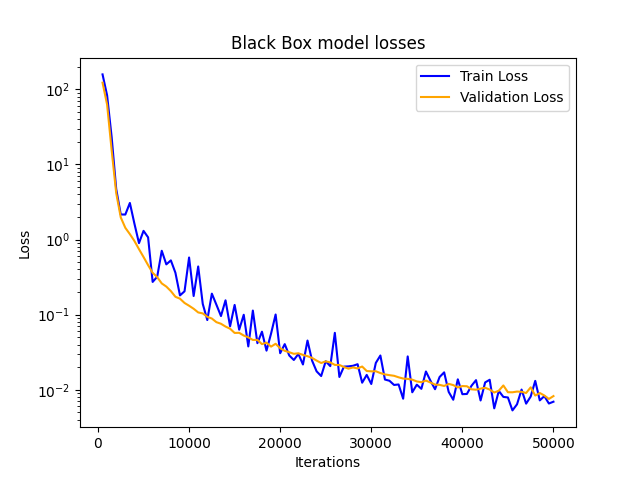 Black Box model losses
Train Loss
Validation Loss
10²
10¹
10⁰
10⁻¹
10⁻²
Loss
0 10000 20000 30000 40000 50000
Iterations